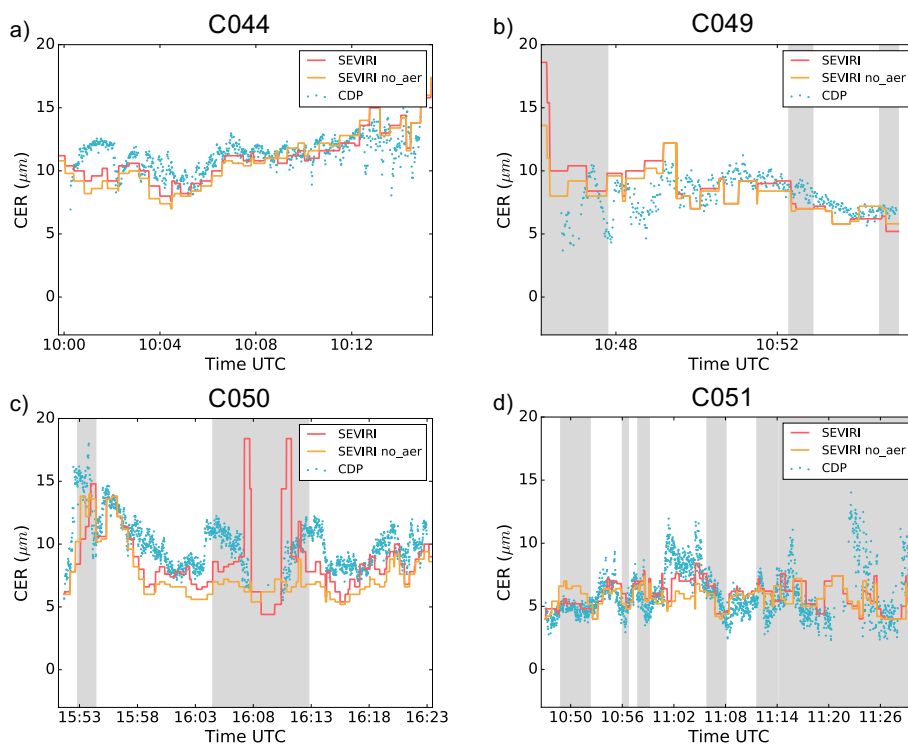 a)
C044
20
15
10
5
0
CER (μm)
SEVIRI
SEVIRI no_aer
CDP
10:00
10:04
10:08
10:12
Time UTC
b)
C049
20
15
10
5
0
CER (μm)
SEVIRI
SEVIRI no_aer
CDP
10:48
10:52
Time UTC
c)
C050
20
15
10
5
0
CER (μm)
SEVIRI
SEVIRI no_aer
CDP
15:53
15:58
16:03
16:08
16:13
16:18
16:23
Time UTC
d)
C051
20
15
10
5
0
CER (μm)
SEVIRI
SEVIRI no_aer
CDP
10:50
10:56
11:02
11:08
11:14
11:20
11:26
Time UTC